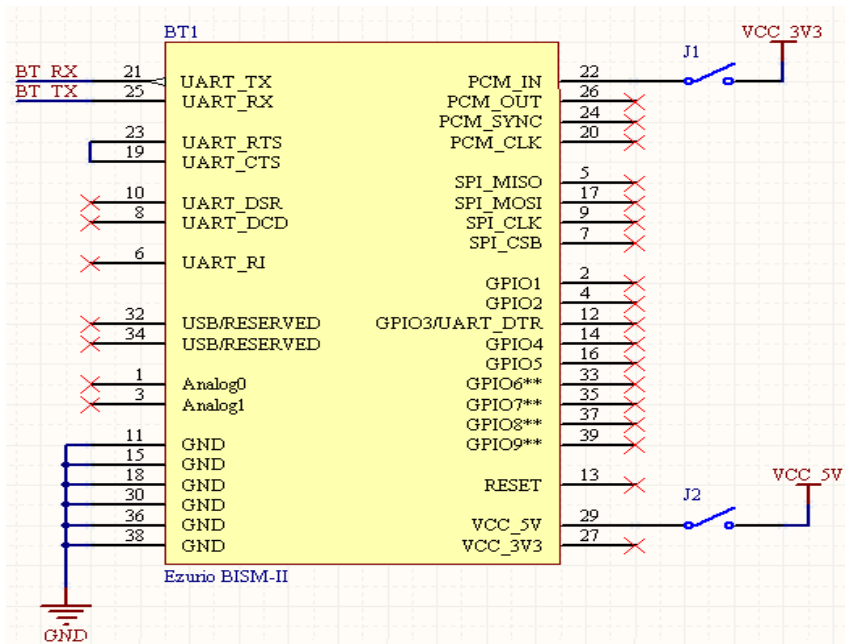 BT1
VCC_3V3
J1
BT_RX
21
UART_TX
PCM_IN
22
BT_TX
25
UART_RX
PCM_OUT
26
PCM_SYNC
24
23
UART_RTS
PCM_CLK
20
19
UART_CTS
SPI_MISO
5
10
UART_DSR
SPI_MOSI
17
8
UART_DCD
SPI_CLK
9
SPI_CSB
7
6
UART_RI
GPIO1
2
GPIO2
4
32
USB/RESERVED
GPIO3/UART_DTR
12
34
USB/RESERVED
GPIO4
14
GPIO5
16
1
Analog0
GPIO6**
33
3
Analog1
GPIO7**
35
GPIO8**
37
11
GND
GPIO9**
39
15
GND
18
GND
RESET
13
VCC_5V
30
GND
J2
36
GND
VCC_5V
29
38
GND
VCC_3V3
27
Ezurio BISM-II
GND